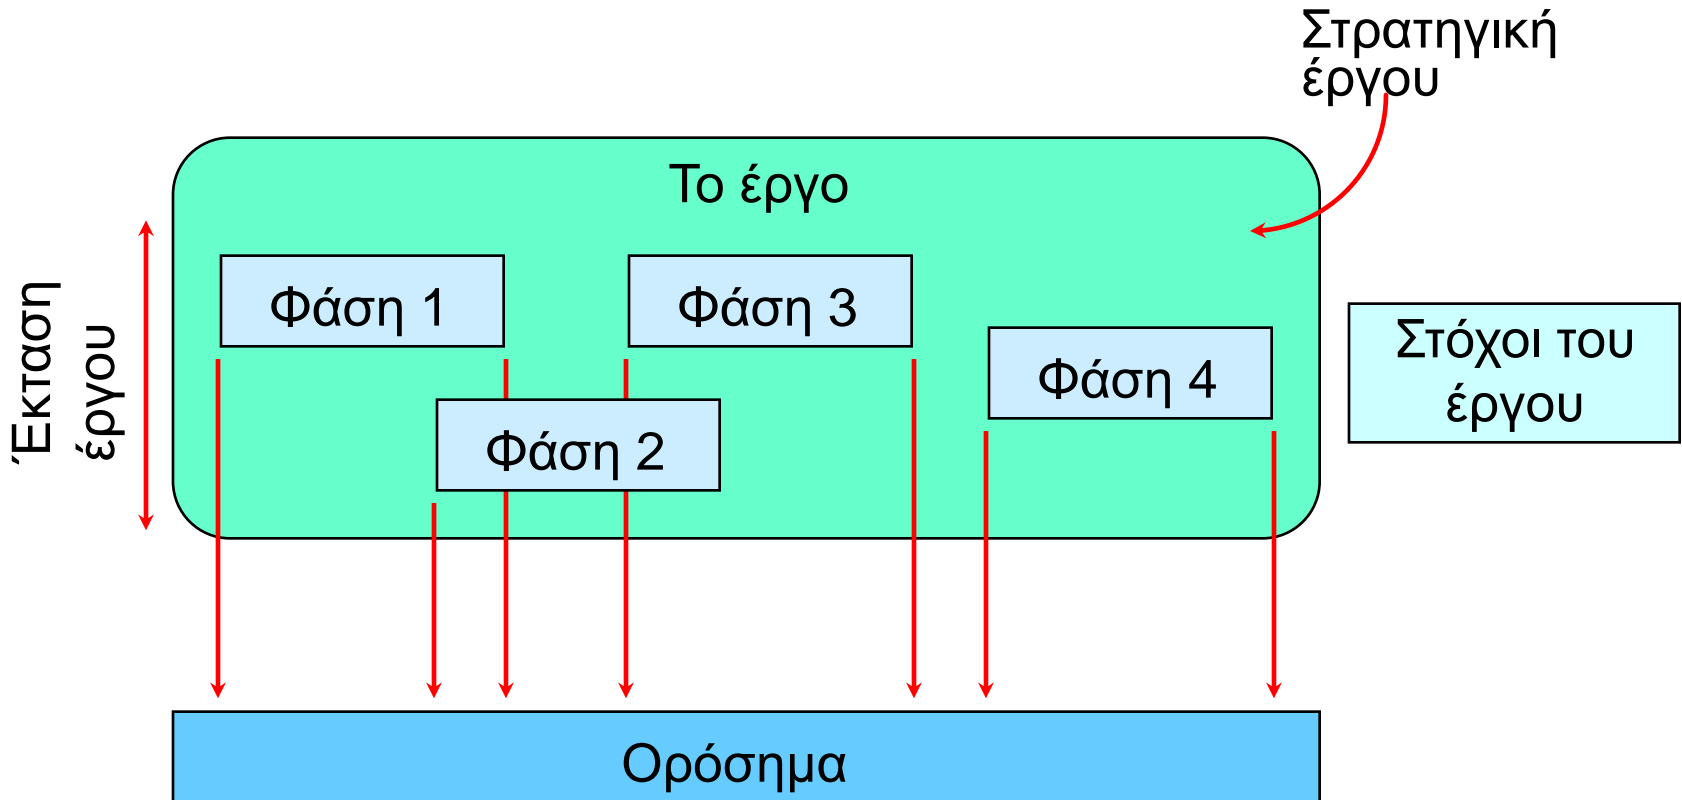 Στρατηγική
έργου
Το έργο
Έκταση
έργου
Φάση 1
Φάση 3
Φάση 4
Φάση 2
Στόχοι του
έργου
Ορόσημα